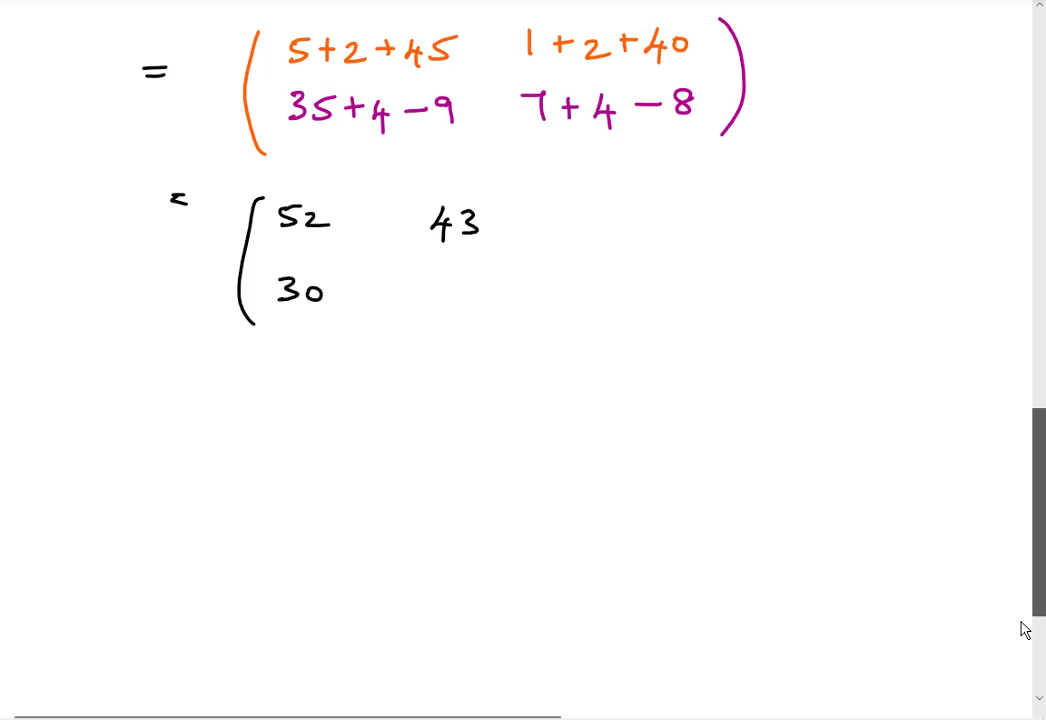 = ( 5+2+45 1+2+40
35+4-9 7+4-8 )
= ( 52 43
30